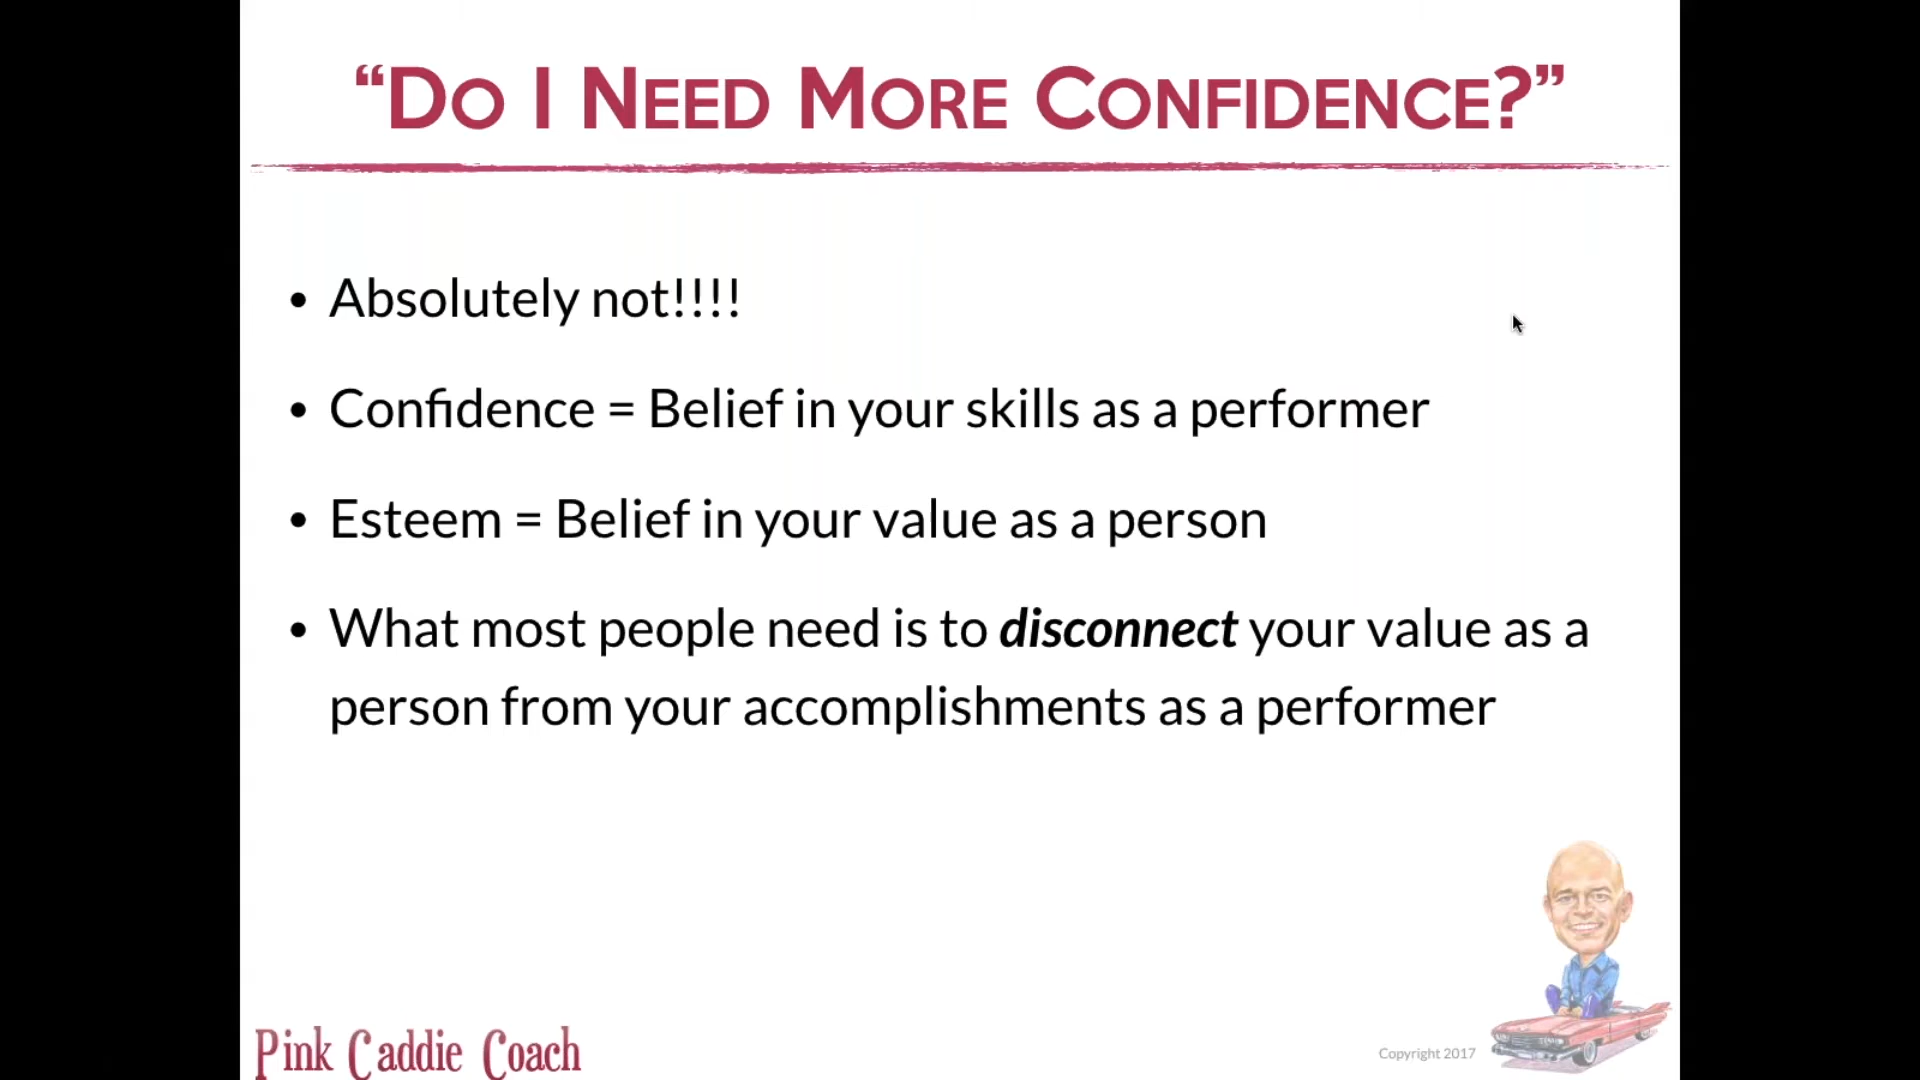 “Do I Need More Confidence?”
• Absolutely not!!!!
• Confidence = Belief in your skills as a performer
• Esteem = Belief in your value as a person
• What most people need is to disconnect your value as a
person from your accomplishments as a performer
Pink Caddie Coach
Copyright 2017